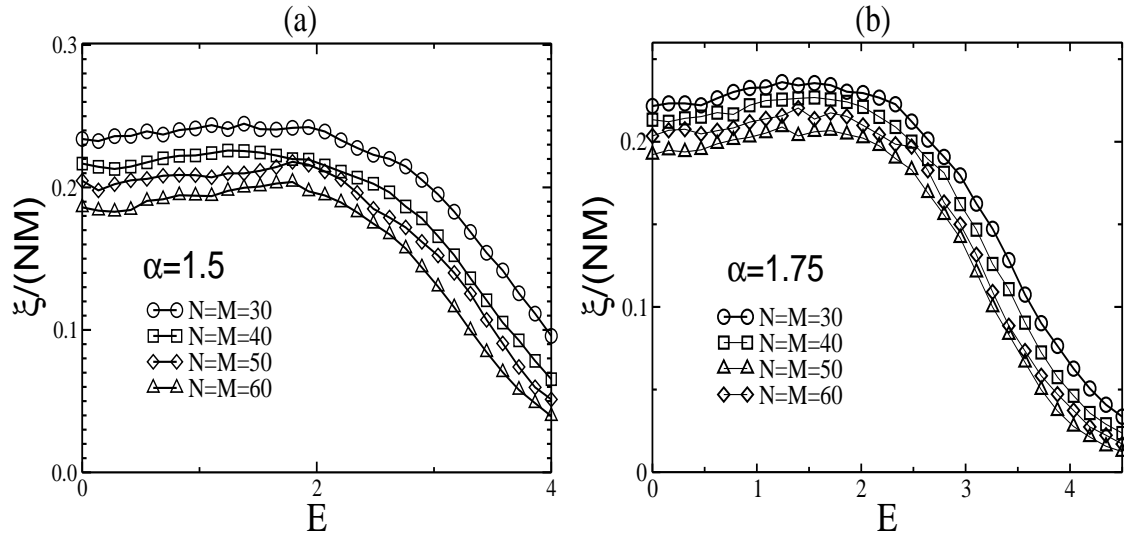 (a)
0.3
0.2
0.1
0.0
ξ/(NM)
α=1.5
N=M=30
N=M=40
N=M=50
N=M=60
0 2 4
E
(b)
0.2
0.1
0
ξ/(NM)
α=1.75
N=M=30
N=M=40
N=M=50
N=M=60
0 1 2 3 4
E